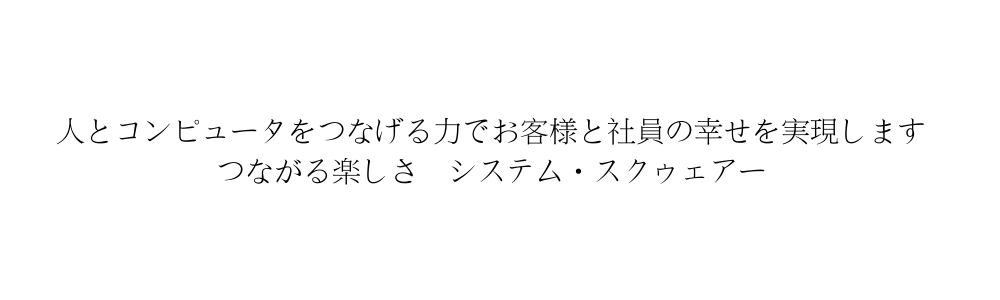 人とコンピュータをつなげる力でお客様と社員の幸せを実現します
つながる楽しさ　システム・スクウェアー